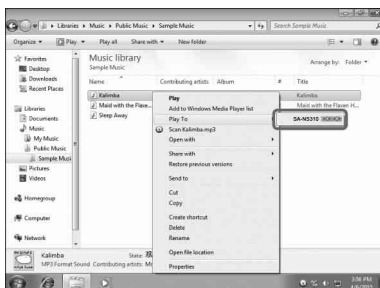 Libraries ▸ Music ▸ Public Music ▸ Sample Music
Search Sample Music
Organize
Play
Play all
Share with
New folder
Favorites
Desktop
Downloads
Recent Places
Libraries
Documents
Music
My Music
Public Music
Sample Musi
Pictures
Videos
Homegroup
Computer
Network
Music library
Sample Music
Arrange by: Folder
Name
Contributing artists
Album
#
Title
Kalimba
Kalimba
Maid with the Flaxe...
Maid with the Flaxen H...
Sleep Away
Play
Add to Windows Media Player list
Play To
SA-NS310
Scan Kalimba.mp3
Open with
Share with
Restore previous versions
Send to
Cut
Copy
Create shortcut
Delete
Rename
Open file location
Properties
Kalimba
State:
MP3 Format Sound
Contributing artists: Mr
3:56 PM